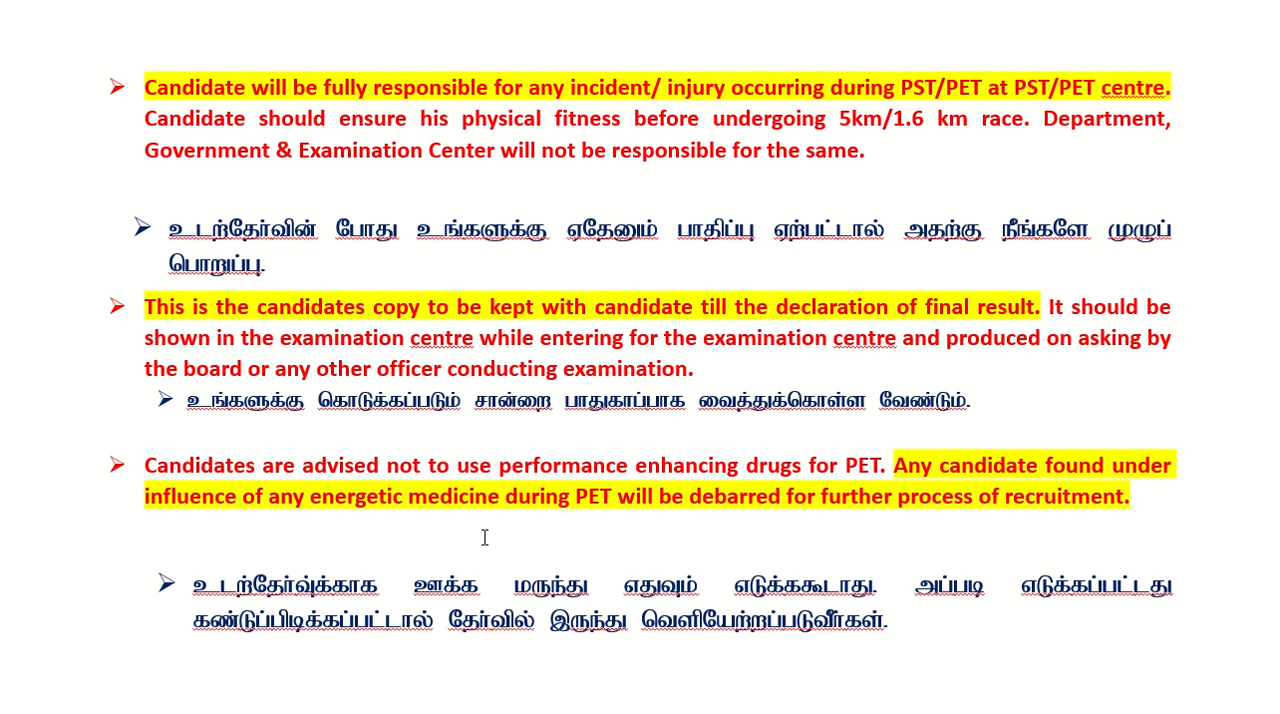 Candidate will be fully responsible for any incident/ injury occurring during PST/PET at PST/PET centre.
Candidate should ensure his physical fitness before undergoing 5km/1.6 km race. Department,
Government & Examination Center will not be responsible for the same.
உடற்தேர்வின் போது உங்களுக்கு ஏதேனும் பாதிப்பு ஏற்பட்டால் அதற்கு நீங்களே முழுப்
பொறுப்பு.
This is the candidates copy to be kept with candidate till the declaration of final result. It should be
shown in the examination centre while entering for the examination centre and produced on asking by
the board or any other officer conducting examination.
உங்களுக்கு கொடுக்கப்படும் சான்றை பாதுகாப்பாக வைத்துக்கொள்ள வேண்டும்.
Candidates are advised not to use performance enhancing drugs for PET. Any candidate found under
influence of any energetic medicine during PET will be debarred for further process of recruitment.
உடற்தேர்வுக்காக ஊக்க மருந்து எதுவும் எடுக்ககூடாது. அப்படி எடுக்கப்பட்டது
கண்டுப்பிடிக்கப்பட்டால் தேர்வில் இருந்து வெளியேற்றப்படுவீர்கள்.